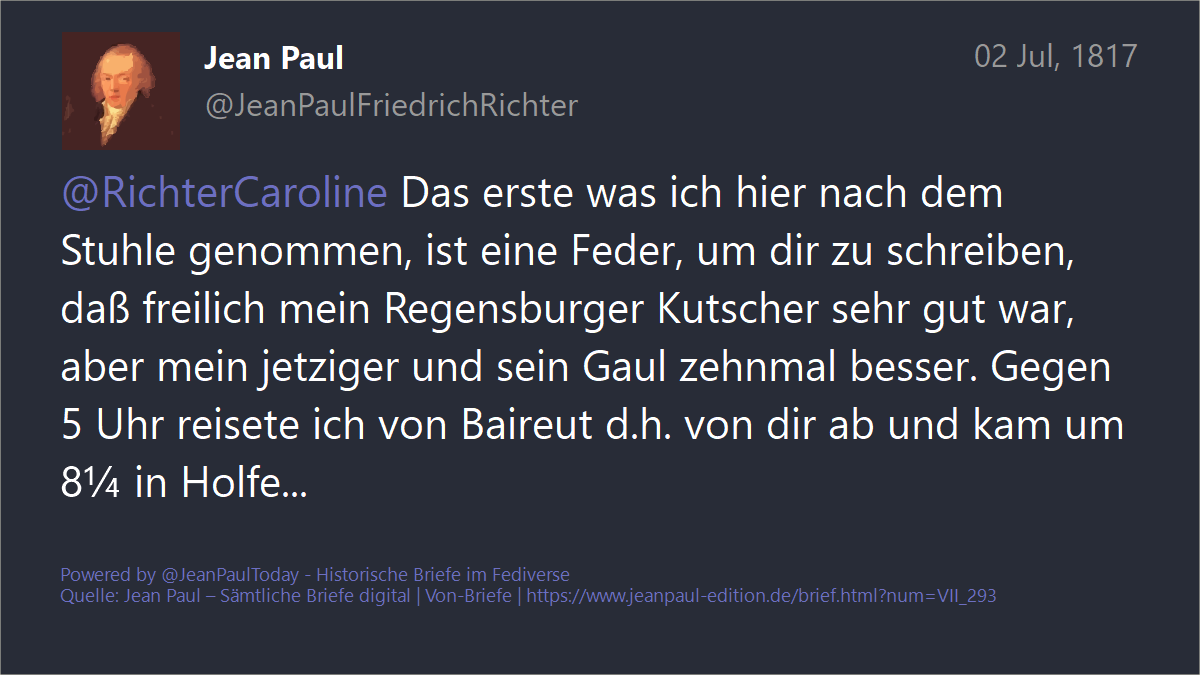 Jean Paul
02 Jul, 1817
@JeanPaulFriedrichRichter
@RichterCaroline Das erste was ich hier nach dem
Stuhle genommen, ist eine Feder, um dir zu schreiben,
daß freilich mein Regensburger Kutscher sehr gut war,
aber mein jetziger und sein Gaul zehnmal besser. Gegen
5 Uhr reisete ich von Baireut d.h. von dir ab und kam um
8¼ in Holfe...
Powered by @JeanPaulToday - Historische Briefe im Fediverse
Quelle: Jean Paul – Sämtliche Briefe digital | Von-Briefe | https://www.jeanpaul-edition.de/brief.html?num=VII_293